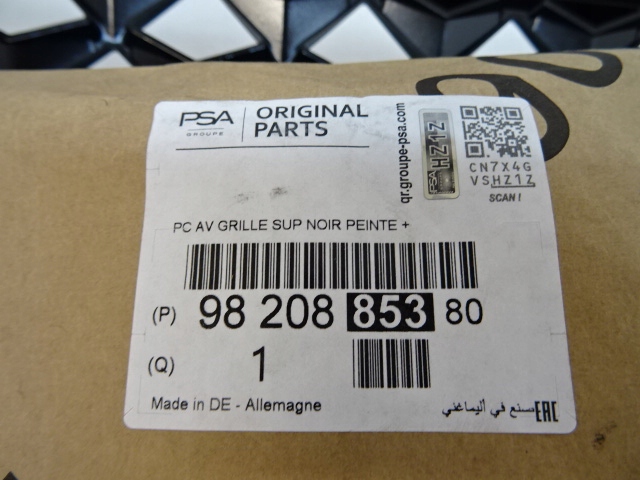 PSA
GROUPE
ORIGINAL
PARTS
qr.groupe-psa.com
PSA HZ1Z
CN7X4G
VSHZ1Z
SCAN !
PC AV GRILLE SUP NOIR PEINTE +
(P) 98 208 853 80
(Q) 1
Made in DE - Allemagne
صنع في أليماغني EAC